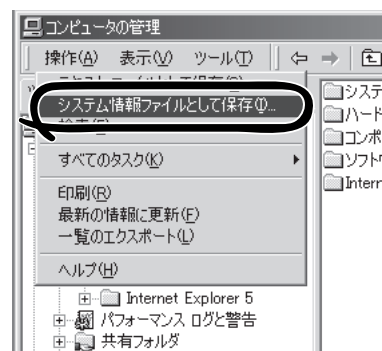 コンピュータの管理
操作(A) 表示(V) ツール(T)
システム情報ファイルとして保存(I)...
すべてのタスク(K)
印刷(R)
最新の情報に更新(F)
一覧のエクスポート(L)
ヘルプ(H)
Internet Explorer 5
パフォーマンス ログと警告
共有フォルダ
システ
ハード
コンポ
ソフト
Intern